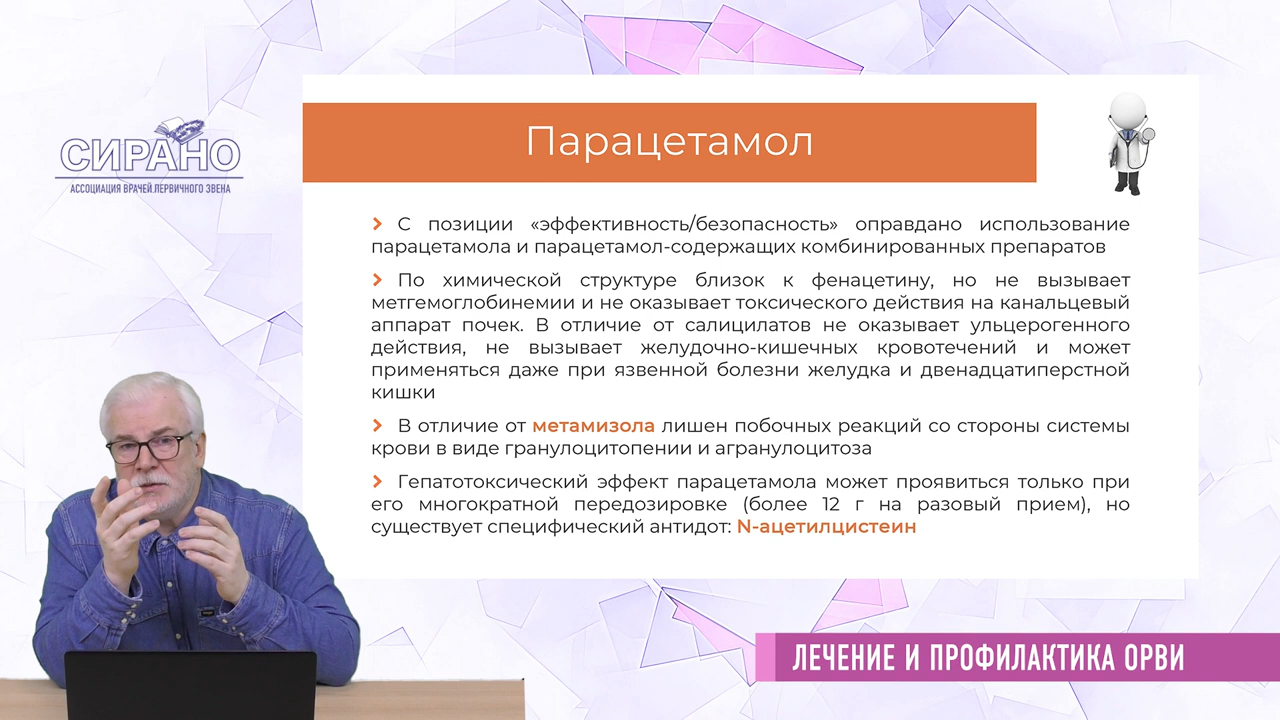 СИРАНО
АССОЦИАЦИЯ ВРАЧЕЙ ПЕРВИЧНОГО ЗВЕНА
Парацетамол
С позиции «эффективность/безопасность» оправдано использование
парацетамола и парацетамол-содержащих комбинированных препаратов
По химической структуре близок к фенацетину, но не вызывает
метгемоглобинемии и не оказывает токсического действия на канальцевый
аппарат почек. В отличие от салицилатов не оказывает ульцерогенного
действия, не вызывает желудочно-кишечных кровотечений и может
применяться даже при язвенной болезни желудка и двенадцатиперстной
кишки
В отличие от метамизола лишен побочных реакций со стороны системы
крови в виде гранулоцитопении и агранулоцитоза
Гепатотоксический эффект парацетамола может проявиться только при
его многократной передозировке (более 12 г на разовый прием), но
существует специфический антидот: N-ацетилцистеин
ЛЕЧЕНИЕ И ПРОФИЛАКТИКА ОРВИ